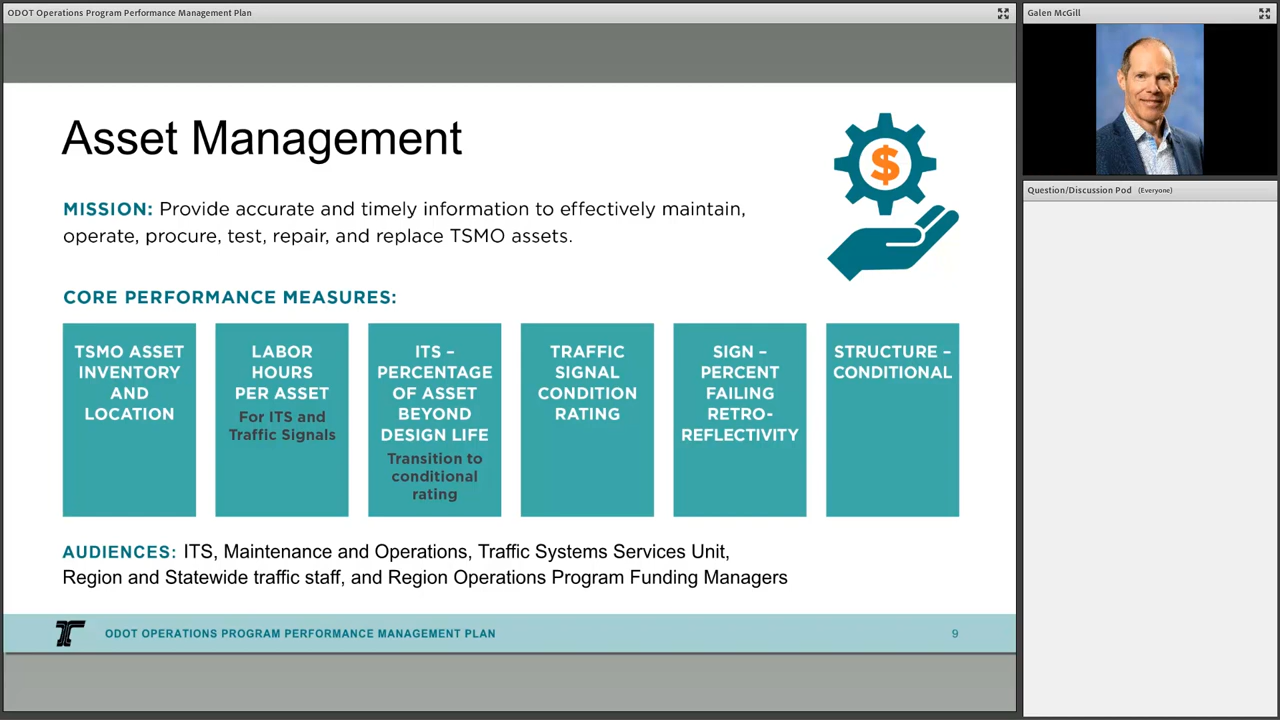 ODOT Operations Program Performance Management Plan
Galen McGill
Asset Management
$
MISSION: Provide accurate and timely information to effectively maintain,
operate, procure, test, repair, and replace TSMO assets.
CORE PERFORMANCE MEASURES:
TSMO ASSET
INVENTORY
AND
LOCATION
LABOR
HOURS
PER ASSET
For ITS and
Traffic Signals
ITS –
PERCENTAGE
OF ASSET
BEYOND
DESIGN LIFE
Transition to
conditional
rating
TRAFFIC
SIGNAL
CONDITION
RATING
SIGN –
PERCENT
FAILING
RETRO-
REFLECTIVITY
STRUCTURE –
CONDITIONAL
AUDIENCES: ITS, Maintenance and Operations, Traffic Systems Services Unit,
Region and Statewide traffic staff, and Region Operations Program Funding Managers
ODOT OPERATIONS PROGRAM PERFORMANCE MANAGEMENT PLAN
9
Question/Discussion Pod (Everyone)